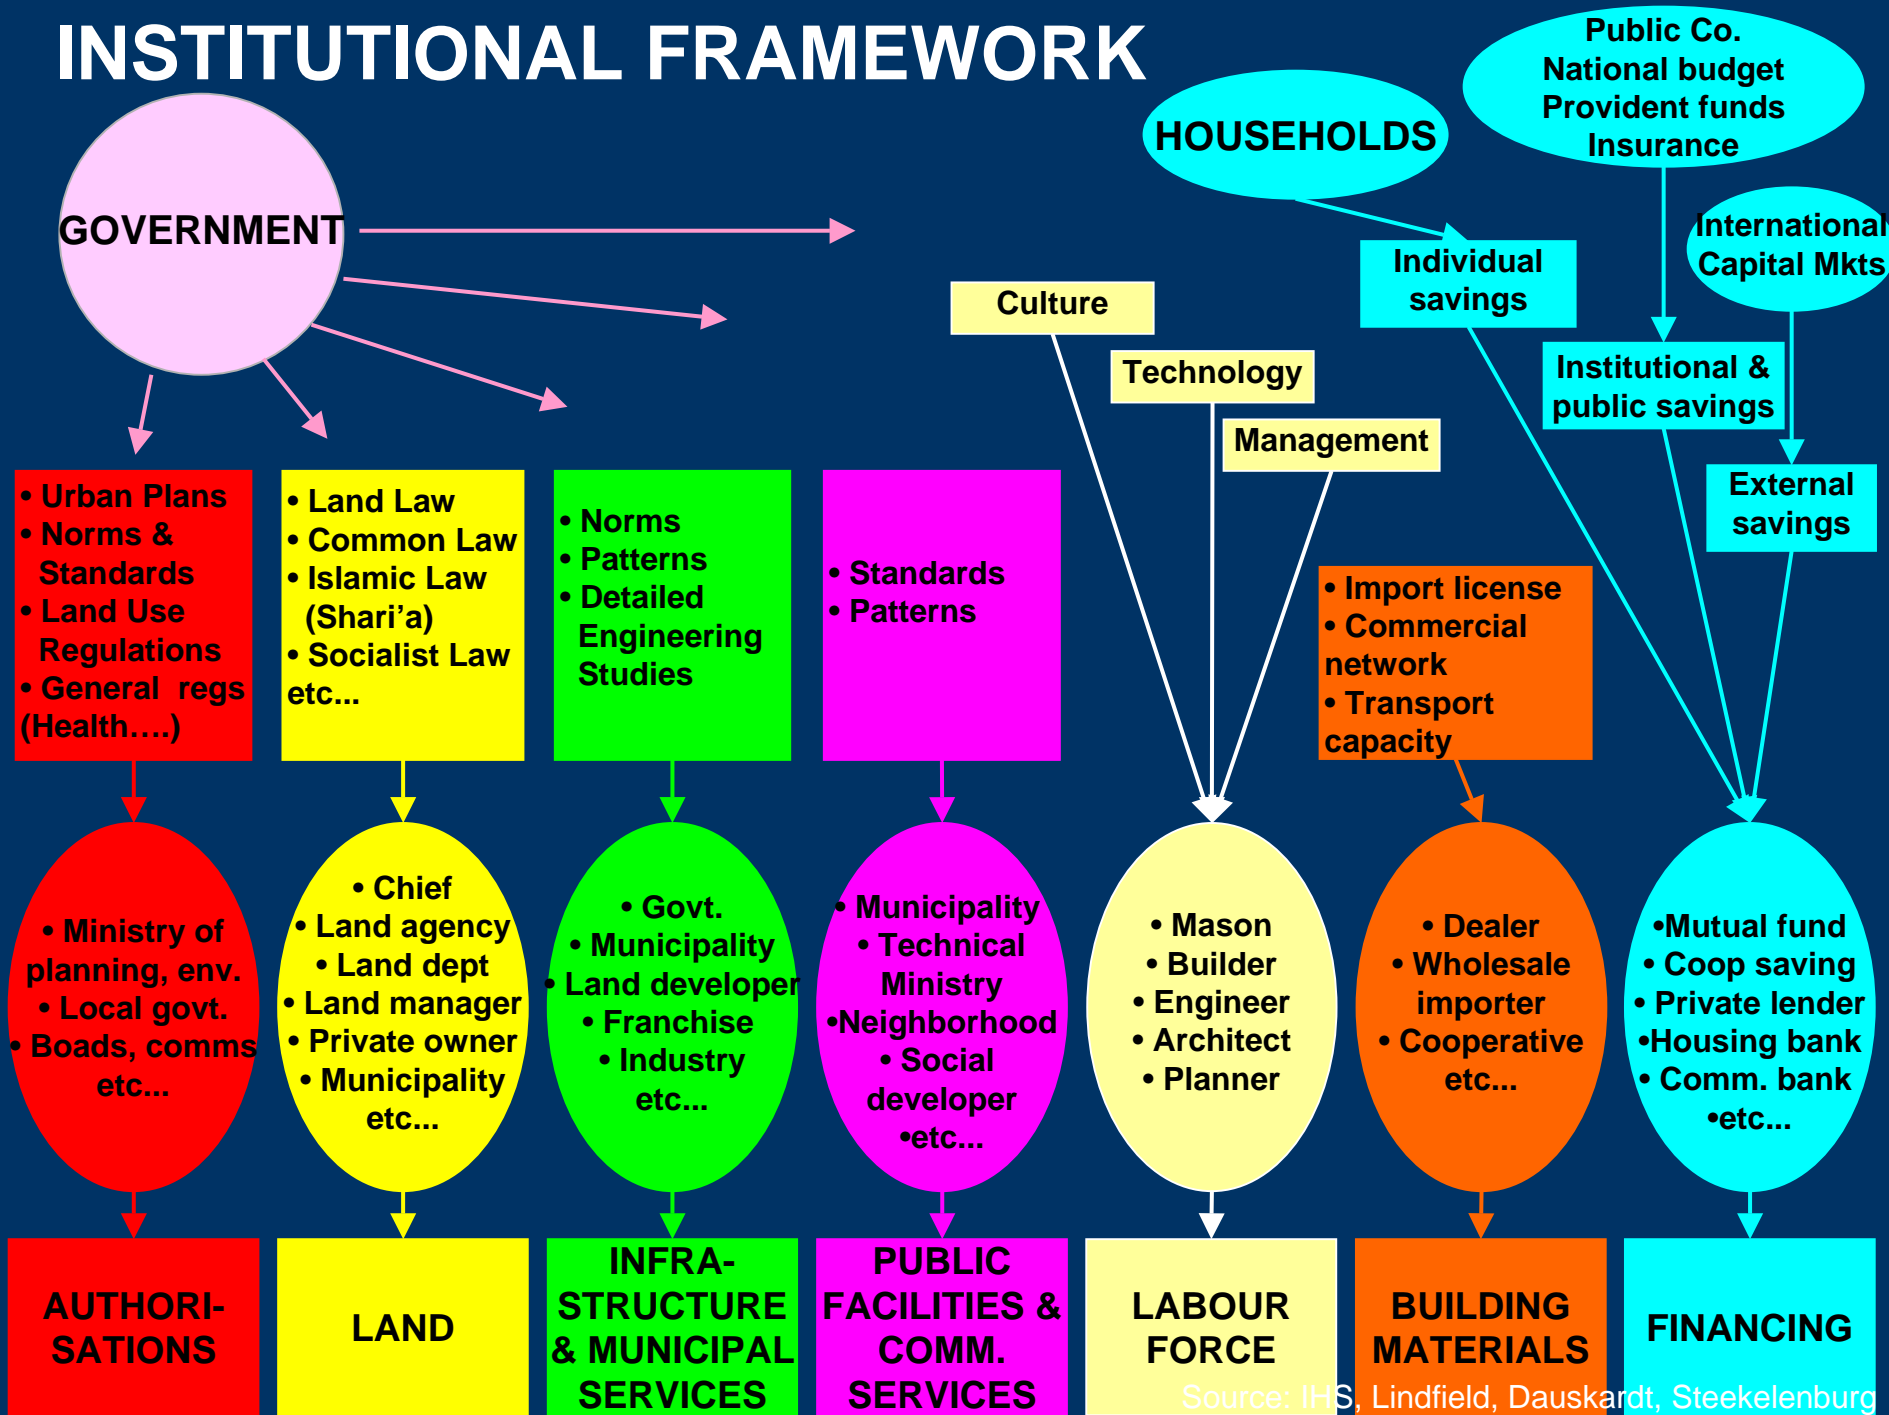 INSTITUTIONAL FRAMEWORK
GOVERNMENT
HOUSEHOLDS
Public Co.
National budget
Provident funds
Insurance
International
Capital Mkts
Individual
savings
Institutional &
public savings
External
savings
Culture
Technology
Management
• Urban Plans
• Norms &
Standards
• Land Use
Regulations
• General regs
(Health....)
• Land Law
• Common Law
• Islamic Law
(Shari’a)
• Socialist Law
etc...
• Norms
• Patterns
• Detailed
Engineering
Studies
• Standards
• Patterns
• Import license
• Commercial
network
• Transport
capacity
• Ministry of
planning, env.
• Local govt.
• Boads, comms
etc...
• Chief
• Land agency
• Land dept
• Land manager
• Private owner
• Municipality
etc...
• Govt.
• Municipality
• Land developer
• Franchise
• Industry
etc...
• Municipality
• Technical
Ministry
•Neighborhood
• Social
developer
•etc...
• Mason
• Builder
• Engineer
• Architect
• Planner
• Dealer
• Wholesale
importer
• Cooperative
etc...
•Mutual fund
• Coop saving
• Private lender
•Housing bank
• Comm. bank
•etc...
AUTHORI-
SATIONS
LAND
INFRA-
STRUCTURE
& MUNICIPAL
SERVICES
PUBLIC
FACILITIES &
COMM.
SERVICES
LABOUR
FORCE
BUILDING
MATERIALS
FINANCING
Source: IHS, Lindfield, Dauskardt, Steekelenburg